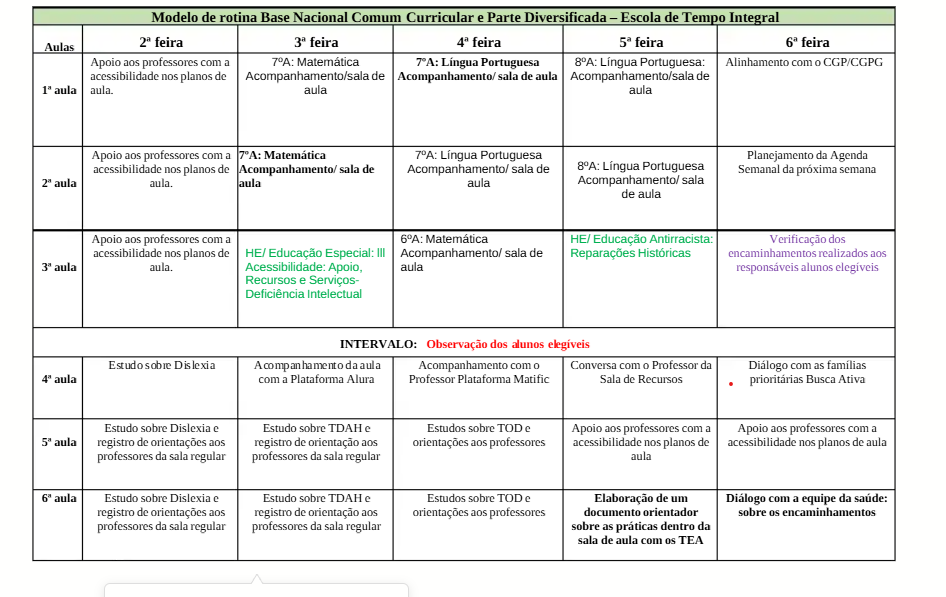 Modelo de rotina Base Nacional Comum Curricular e Parte Diversificada – Escola de Tempo Integral
Aulas 2ª feira 3ª feira 4ª feira 5ª feira 6ª feira
1ª aula
Apoio aos professores com a
acessibilidade nos planos de
aula.
7ºA: Matemática
Acompanhamento/sala de
aula
7ºA: Língua Portuguesa
Acompanhamento/ sala de aula
8ºA: Língua Portuguesa:
Acompanhamento/sala de
aula
Alinhamento com o CGP/CGPG
2ª aula
Apoio aos professores com a
acessibilidade nos planos de
aula.
7ºA: Matemática
Acompanhamento/ sala de
aula
7ºA: Língua Portuguesa
Acompanhamento/ sala de
aula
8ºA: Língua Portuguesa
Acompanhamento/ sala
de aula
Planejamento da Agenda
Semanal da próxima semana
3ª aula
Apoio aos professores com a
acessibilidade nos planos de
aula.
HE/ Educação Especial: lll
Acessibilidade: Apoio,
Recursos e Serviços-
Deficiência Intelectual
6ºA: Matemática
Acompanhamento/ sala de
aula
HE/ Educação Antirracista:
Reparações Históricas
Verificação dos
encaminhamentos realizados aos
responsáveis alunos elegíveis
INTERVALO: Observação dos alunos elegíveis
4ª aula
Estudo sobre Dislexia
Acompanhamento da aula
com a Plataforma Alura
Acompanhamento com o
Professor Plataforma Matific
Conversa com o Professor da
Sala de Recursos
Diálogo com as famílias
prioritárias Busca Ativa
5ª aula
Estudo sobre Dislexia e
registro de orientações aos
professores da sala regular
Estudo sobre TDAH e
registro de orientação aos
professores da sala regular
Estudos sobre TOD e
orientações aos professores
Apoio aos professores com a
acessibilidade nos planos de
aula
Apoio aos professores com a
acessibilidade nos planos de aula
6ª aula
Estudo sobre Dislexia e
registro de orientações aos
professores da sala regular
Estudo sobre TDAH e
registro de orientações aos
professores da sala regular
Estudos sobre TOD e
orientações aos professores
Elaboração de um
documento orientador
sobre as práticas dentro da
sala de aula com os TEA
Diálogo com a equipe da saúde:
sobre os encaminhamentos